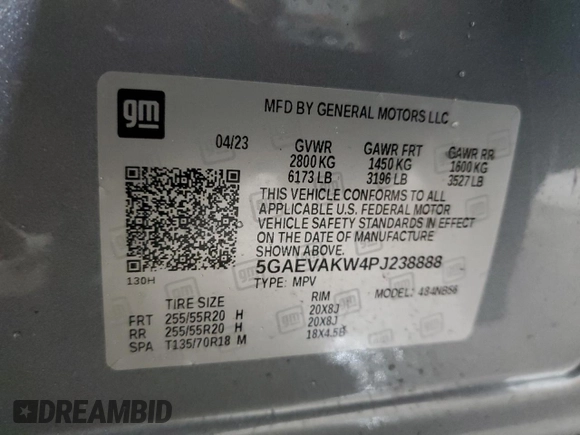 gm
MFD BY GENERAL MOTORS LLC
04/23 GVWR GAWR FRT GAWR RR
2800 KG 1450 KG 1600 KG
6173 LB 3196 LB 3527 LB
THIS VEHICLE CONFORMS TO ALL
APPLICABLE U.S. FEDERAL MOTOR
VEHICLE SAFETY STANDARDS IN EFFECT
ON THE DATE OF MANUFACTURE
5GAEVAKW4PJ238888
130H
TYPE: MPV MODEL: 4S4NB56
TIRE SIZE RIM
FRT 255/55R20 H 20X8J
RR 255/55R20 H 20X8J
SPA T135/70R18 M 18X4.5B
DREAMBID